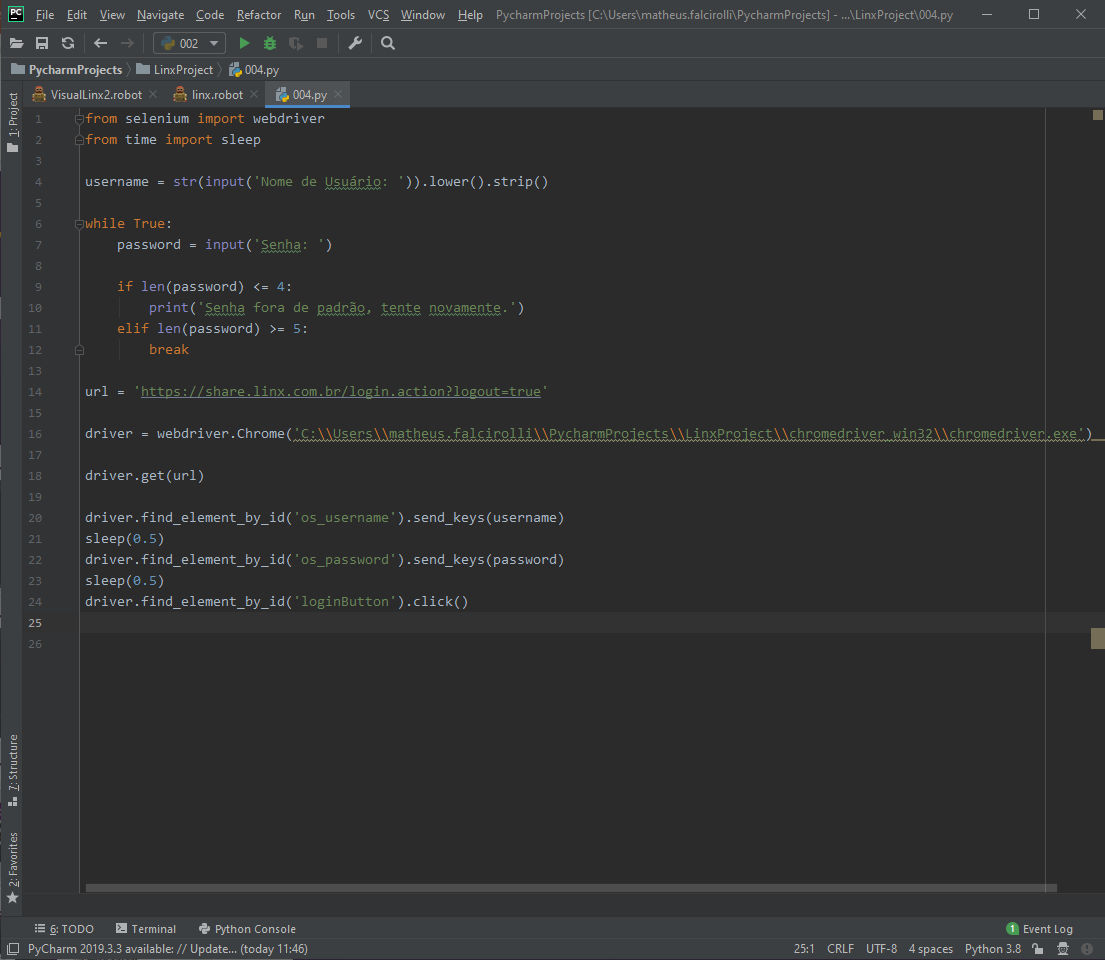 PC File Edit View Navigate Code Refactor Run Tools VCS Window Help PycharmProjects [C:\Users\matheus.falcirolli\PycharmProjects] - ...\LinxProject\004.py
002
PycharmProjects LinxProject 004.py
VisualLinx2.robot linx.robot 004.py
1: Project
1 from selenium import webdriver
2 from time import sleep
3
4 username = str(input('Nome de Usuário: ')).lower().strip()
5
6 while True:
7 password = input('Senha: ')
8
9 if len(password) <= 4:
10 print('Senha fora de padrão, tente novamente.')
11 elif len(password) >= 5:
12 break
13
14 url = 'https://share.linx.com.br/login.action?logout=true'
15
16 driver = webdriver.Chrome('C:\\Users\\matheus.falcirolli\\PycharmProjects\\LinxProject\\chromedriver_win32\\chromedriver.exe')
17
18 driver.get(url)
19
20 driver.find_element_by_id('os_username').send_keys(username)
21 sleep(0.5)
22 driver.find_element_by_id('os_password').send_keys(password)
23 sleep(0.5)
24 driver.find_element_by_id('loginButton').click()
25
26
7: Structure
2: Favorites
6: TODO Terminal Python Console 1 Event Log
PyCharm 2019.3.3 available: // Update... (today 11:46) 25:1 CRLF UTF-8 4 spaces Python 3.8